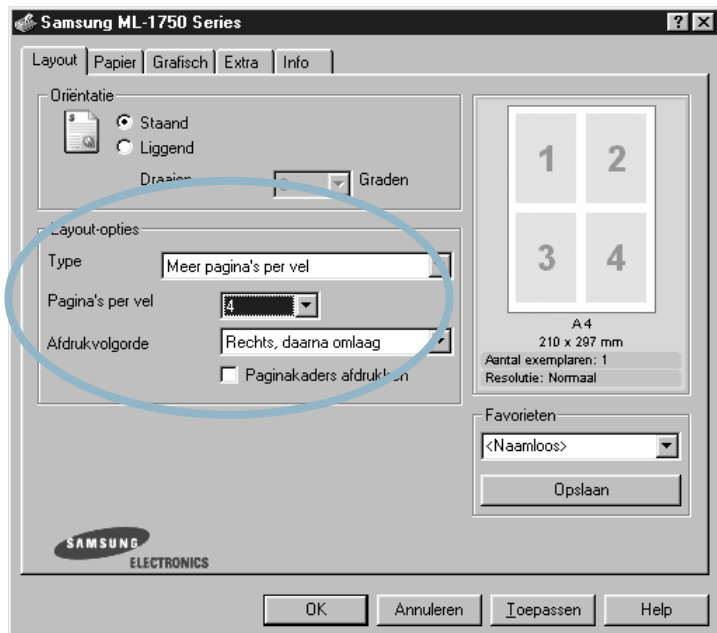 Samsung ML-1750 Series
Layout Papier Grafisch Extra Info
Oriëntatie
Staand
Liggend
Draaien Graden
Layout-opties
Type Meer pagina's per vel
Pagina's per vel 4
Afdrukvolgorde Rechts, daarna omlaag
Paginakaders afdrukken
1 2
3 4
A4
210 x 297 mm
Aantal exemplaren: 1
Resolutie: Normaal
Favorieten
<Naamloos>
Opslaan
SAMSUNG
ELECTRONICS
OK Annuleren Toepassen Help